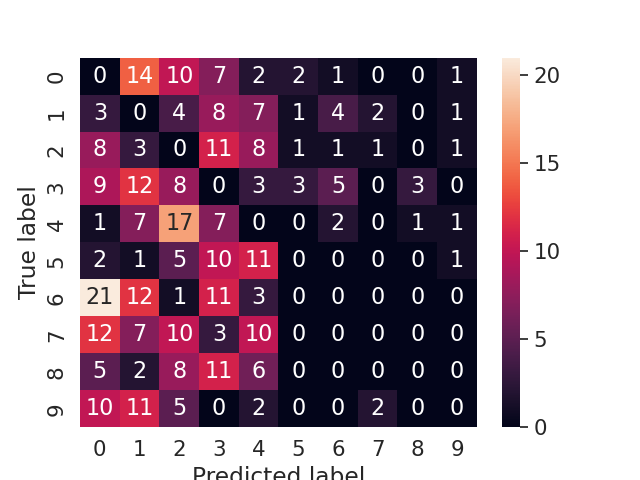 0 0 14 10 7 2 2 1 0 0 1
1 3 0 4 8 7 1 4 2 0 1
2 8 3 0 11 8 1 1 1 0 1
3 9 12 8 0 3 3 5 0 3 0
4 1 7 17 7 0 0 2 0 1 1
5 2 1 5 10 11 0 0 0 0 1
6 21 12 1 11 3 0 0 0 0 0
7 12 7 10 3 10 0 0 0 0 0
8 5 2 8 11 6 0 0 0 0 0
9 10 11 5 0 2 0 0 2 0 0
0 1 2 3 4 5 6 7 8 9
Predicted label
True label
20
15
10
5
0